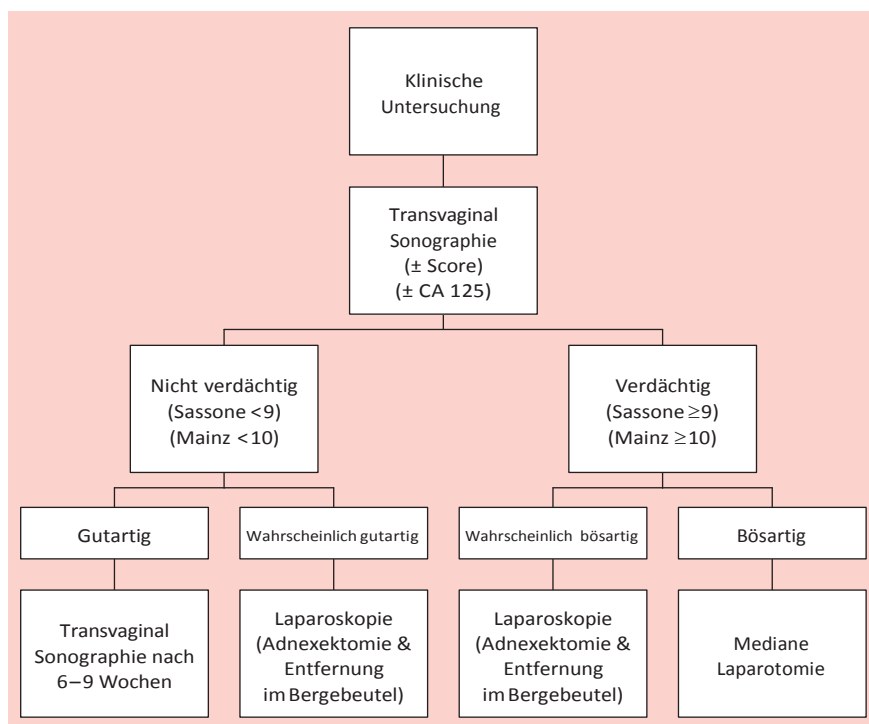 Klinische
Untersuchung
Transvaginal
Sonographie
(± Score)
(± CA 125)
Nicht verdächtig
(Sassone <9)
(Mainz <10)
Verdächtig
(Sassone ≥9)
(Mainz ≥10)
Gutartig
Wahrscheinlich gutartig
Wahrscheinlich bösartig
Bösartig
Transvaginal
Sonographie nach
6–9 Wochen
Laparoskopie
(Adnexektomie &
Entfernung
im Bergebeutel)
Laparoskopie
(Adnexektomie &
Entfernung
im Bergebeutel)
Mediane
Laparotomie